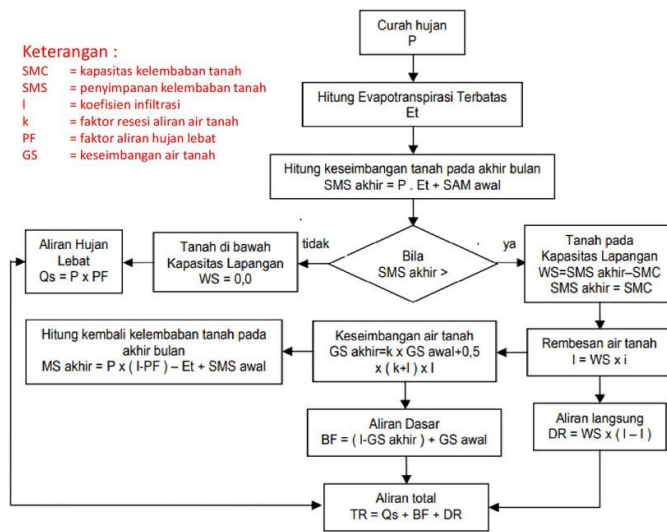 Keterangan :
SMC = kapasitas kelembaban tanah
SMS = penyimpanan kelembaban tanah
I = koefisien infiltrasi
k = faktor resesi aliran air tanah
PF = faktor aliran hujan lebat
GS = keseimbangan air tanah
Curah hujan
P
Hitung Evapotranspirasi Terbatas
Et
Hitung keseimbangan tanah pada akhir bulan
SMS akhir = P . Et + SAM awal
Bila
SMS akhir >
tidak
ya
Tanah di bawah
Kapasitas Lapangan
WS = 0,0
Aliran Hujan
Lebat
Qs = P x PF
Tanah pada
Kapasitas Lapangan
WS=SMS akhir–SMC
SMS akhir = SMC
Rembesan air tanah
I = WS x i
Keseimbangan air tanah
GS akhir=k x GS awal+0,5
x ( k+I ) x I
Hitung kembali kelembaban tanah pada
akhir bulan
MS akhir = P x ( I-PF ) – Et + SMS awal
Aliran Dasar
BF = ( I-GS akhir ) + GS awal
Aliran langsung
DR = WS x ( I – I )
Aliran total
TR = Qs + BF + DR